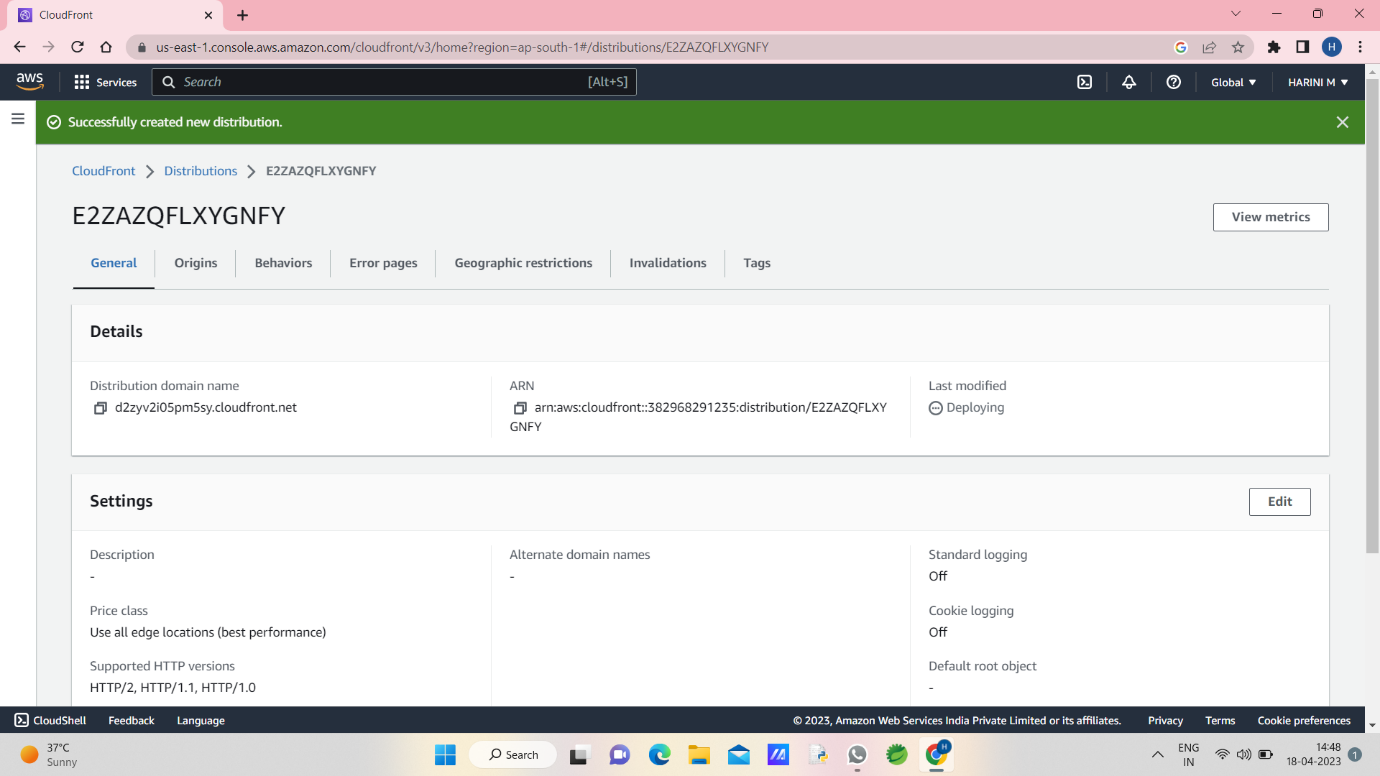 CloudFront
us-east-1.console.aws.amazon.com/cloudfront/v3/home?region=ap-south-1#/distributions/E2ZAZQFLXYGNFY
H
aws
Services
Search
[Alt+S]
Global
HARINI M
Successfully created new distribution.
CloudFront
Distributions
E2ZAZQFLXYGNFY
E2ZAZQFLXYGNFY
View metrics
General
Origins
Behaviors
Error pages
Geographic restrictions
Invalidations
Tags
Details
Distribution domain name
d2zyv2i05pm5sy.cloudfront.net
ARN
arn:aws:cloudfront::382968291235:distribution/E2ZAZQFLXY
GNFY
Last modified
Deploying
Settings
Edit
Description
-
Price class
Use all edge locations (best performance)
Supported HTTP versions
HTTP/2, HTTP/1.1, HTTP/1.0
Alternate domain names
-
Standard logging
Off
Cookie logging
Off
Default root object
-
CloudShell
Feedback
Language
© 2023, Amazon Web Services India Private Limited or its affiliates.
Privacy
Terms
Cookie preferences
37°C
Sunny
Search
H
ENG
IN
14:48
18-04-2023
1